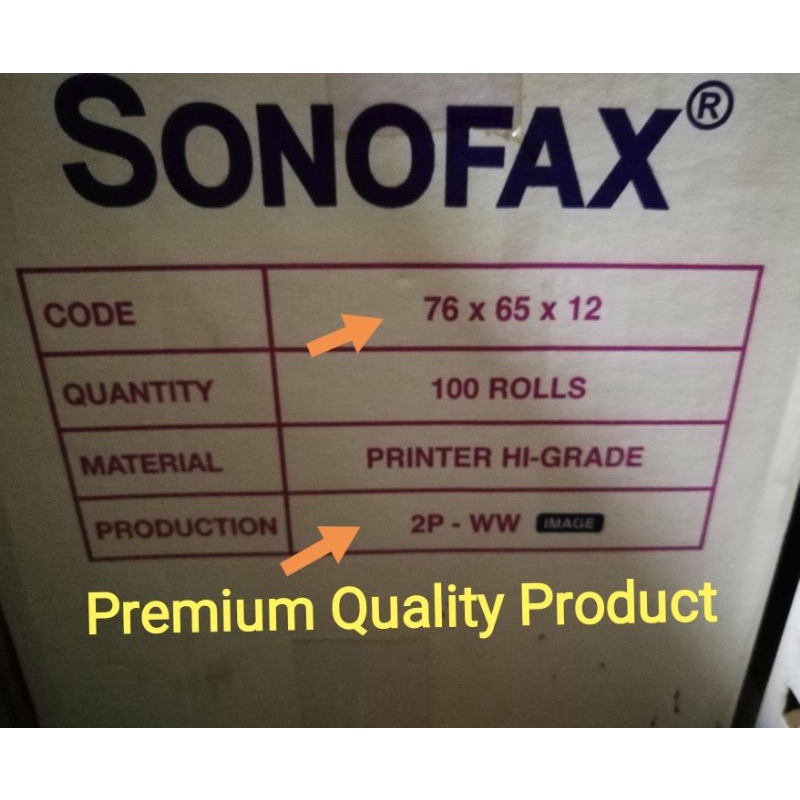 SONOFAX®
CODE 76 x 65 x 12
QUANTITY 100 ROLLS
MATERIAL PRINTER HI-GRADE
PRODUCTION 2P - WW IMAGE
Premium Quality Product